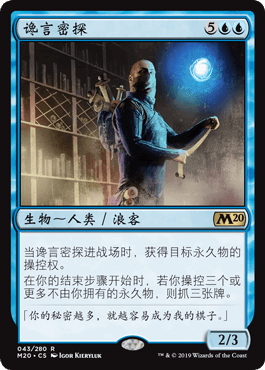 谗言密探 5
M20
生物～人类 / 浪客
当谗言密探进战场时，获得目标永久物的
操控权。
在你的结束步骤开始时，若你操控三个或
更多不由你拥有的永久物，则抓三张牌。
「你的秘密越多，就越容易成为我的棋子。」
2/3
043/280 R
M20 • CS IGOR KIERYLUK
™ & © 2019 Wizards of the Coast